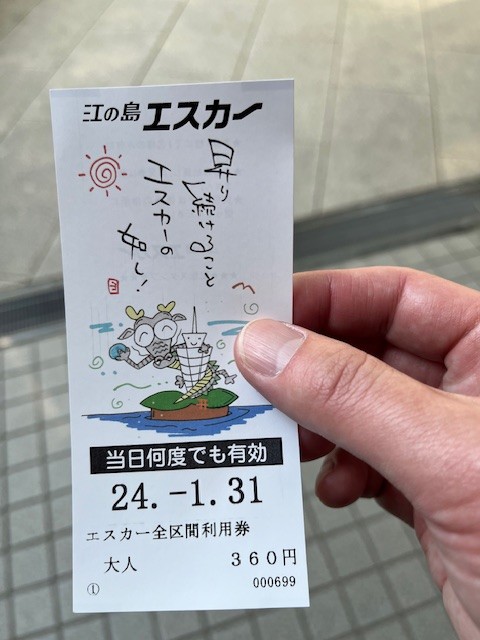 江の島 エスカー
昇り
続けること
エスカーの
如し!
当日何度でも有効
24.-1.31
エスカー全区間利用券
大人 360円
① 000699